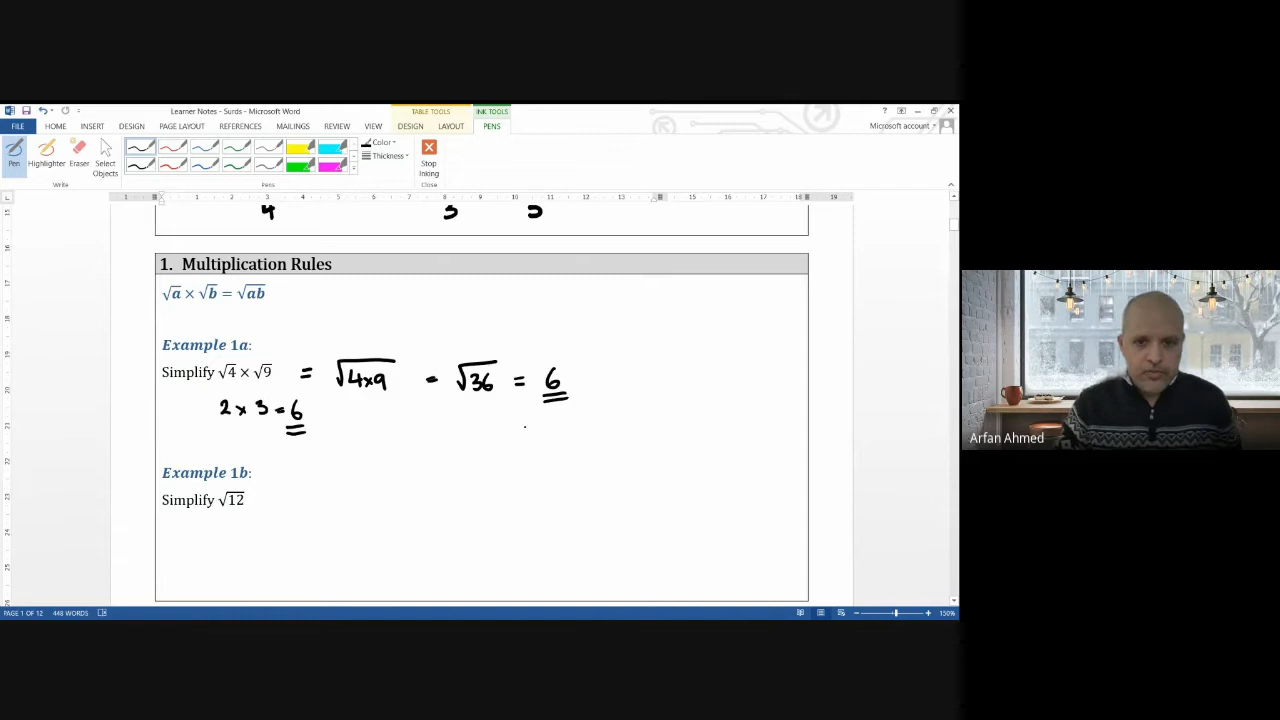 Learner Notes - Surds - Microsoft Word
TABLE TOOLS
INK TOOLS
FILE
HOME
INSERT
DESIGN
PAGE LAYOUT
REFERENCES
MAILINGS
REVIEW
VIEW
DESIGN
LAYOUT
PENS
Microsoft account
Pen
Highlighter
Eraser
Select Objects
Color
Thickness
Stop Inking
Write
Pens
Close
1. Multiplication Rules
√a × √b = √ab
Example 1a:
Simplify √4 × √9 = √4×9 = √36 = 6
2 × 3 = 6
Example 1b:
Simplify √12
Arfan Ahmed
PAGE 1 OF 12
448 WORDS
150%